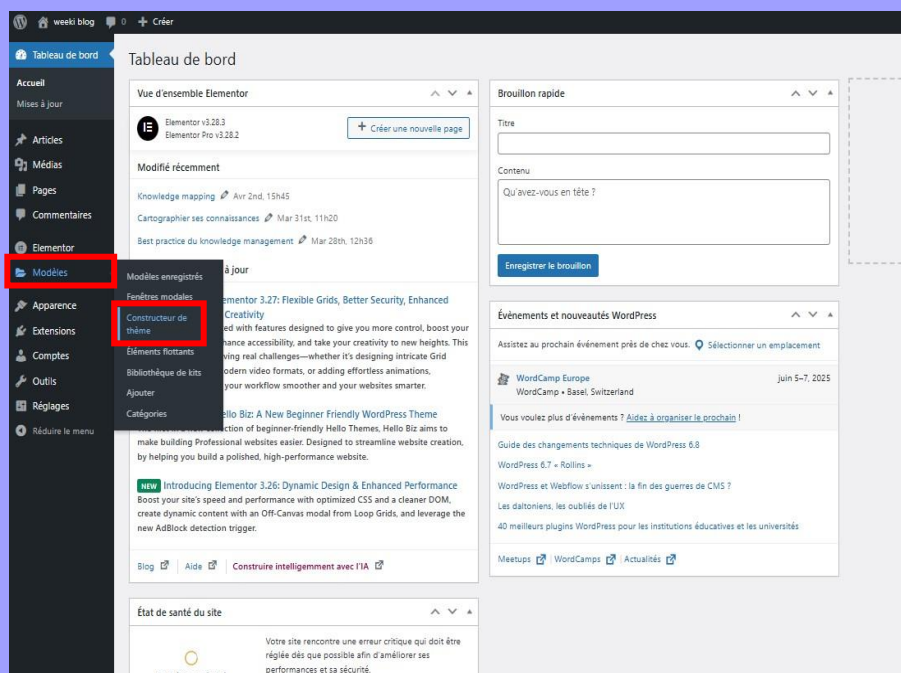 weeki blog 0 + Créer
Tableau de bord
Accueil
Mises à jour
Articles
Médias
Pages
Commentaires
Elementor
Modèles
Apparence
Extensions
Comptes
Outils
Réglages
Réduire le menu
Modèles enregistrés
Fenêtres modales
Constructeur de
thème
Éléments flottants
Bibliothèque de kits
Ajouter
Catégories
Tableau de bord
Vue d'ensemble Elementor
Elementor v3.28.3
Elementor Pro v3.28.2
+ Créer une nouvelle page
Modifié récemment
Knowledge mapping Avr 2nd, 15h45
Cartographier ses connaissances Mar 31st, 11h20
Best practice du knowledge management Mar 28th, 12h36
à jour
ementor 3.27: Flexible Grids, Better Security, Enhanced
Creativity
ed with features designed to give you more control, boost your
hance accessibility, and take your creativity to new heights. This
ving real challenges—whether it's designing intricate Grid
odern video formats, or adding effortless animations,
your workflow smoother and your websites smarter.
ello Biz: A New Beginner Friendly WordPress Theme
ction of beginner-friendly Hello Themes, Hello Biz aims to
make building Professional websites easier. Designed to streamline website creation,
by helping you build a polished, high-performance website.
NEW Introducing Elementor 3.26: Dynamic Design & Enhanced Performance
Boost your site's speed and performance with optimized CSS and a cleaner DOM,
create dynamic content with an Off-Canvas modal from Loop Grids, and leverage the
new AdBlock detection trigger.
Blog Aide Construire intelligemment avec l'IA
État de santé du site
Votre site rencontre une erreur critique qui doit être
réglée dès que possible afin d'améliorer ses
performances et sa sécurité.
Brouillon rapide
Titre
Contenu
Qu'avez-vous en tête ?
Enregistrer le brouillon
Évènements et nouveautés WordPress
Assistez au prochain événement près de chez vous. Sélectionner un emplacement
WordCamp Europe juin 5–7, 2025
WordCamp • Basel, Switzerland
Vous voulez plus d'évènements ? Aidez à organiser le prochain !
Guide des changements techniques de WordPress 6.8
WordPress 6.7 « Rollins »
WordPress et Webflow s'unissent : la fin des guerres de CMS ?
Les daltoniens, les oubliés de l'UX
40 meilleurs plugins WordPress pour les institutions éducatives et les universités
Meetups WordCamps Actualités